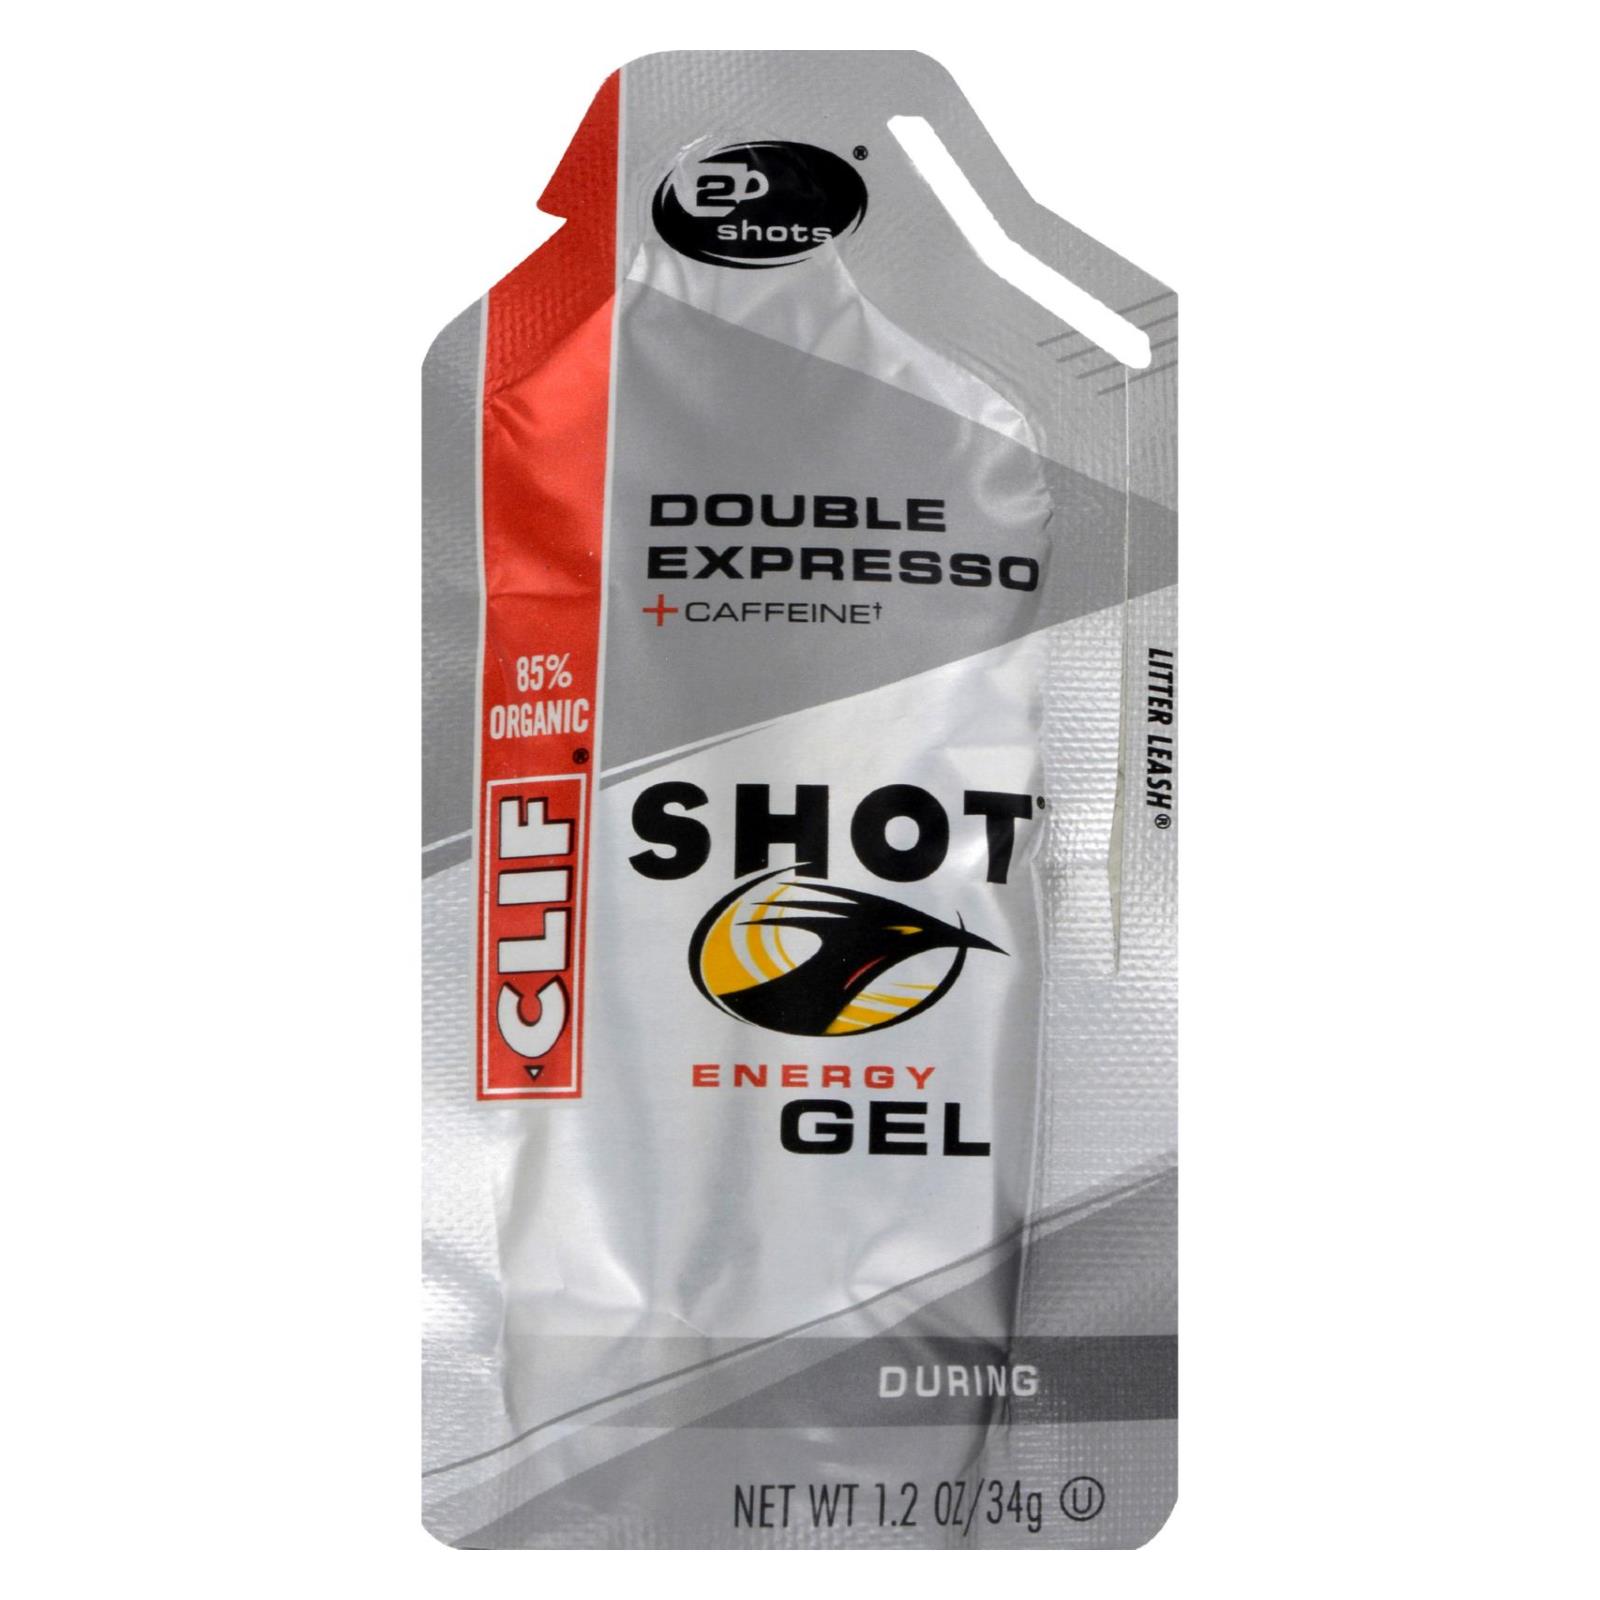 2
shots®
DOUBLE
EXPRESSO
+CAFFEINE†
85%
ORGANIC
CLIF®
SHOT®
ENERGY
GEL
LITTER LEASH®
DURING
NET WT 1.2 OZ/34g Ⓤ